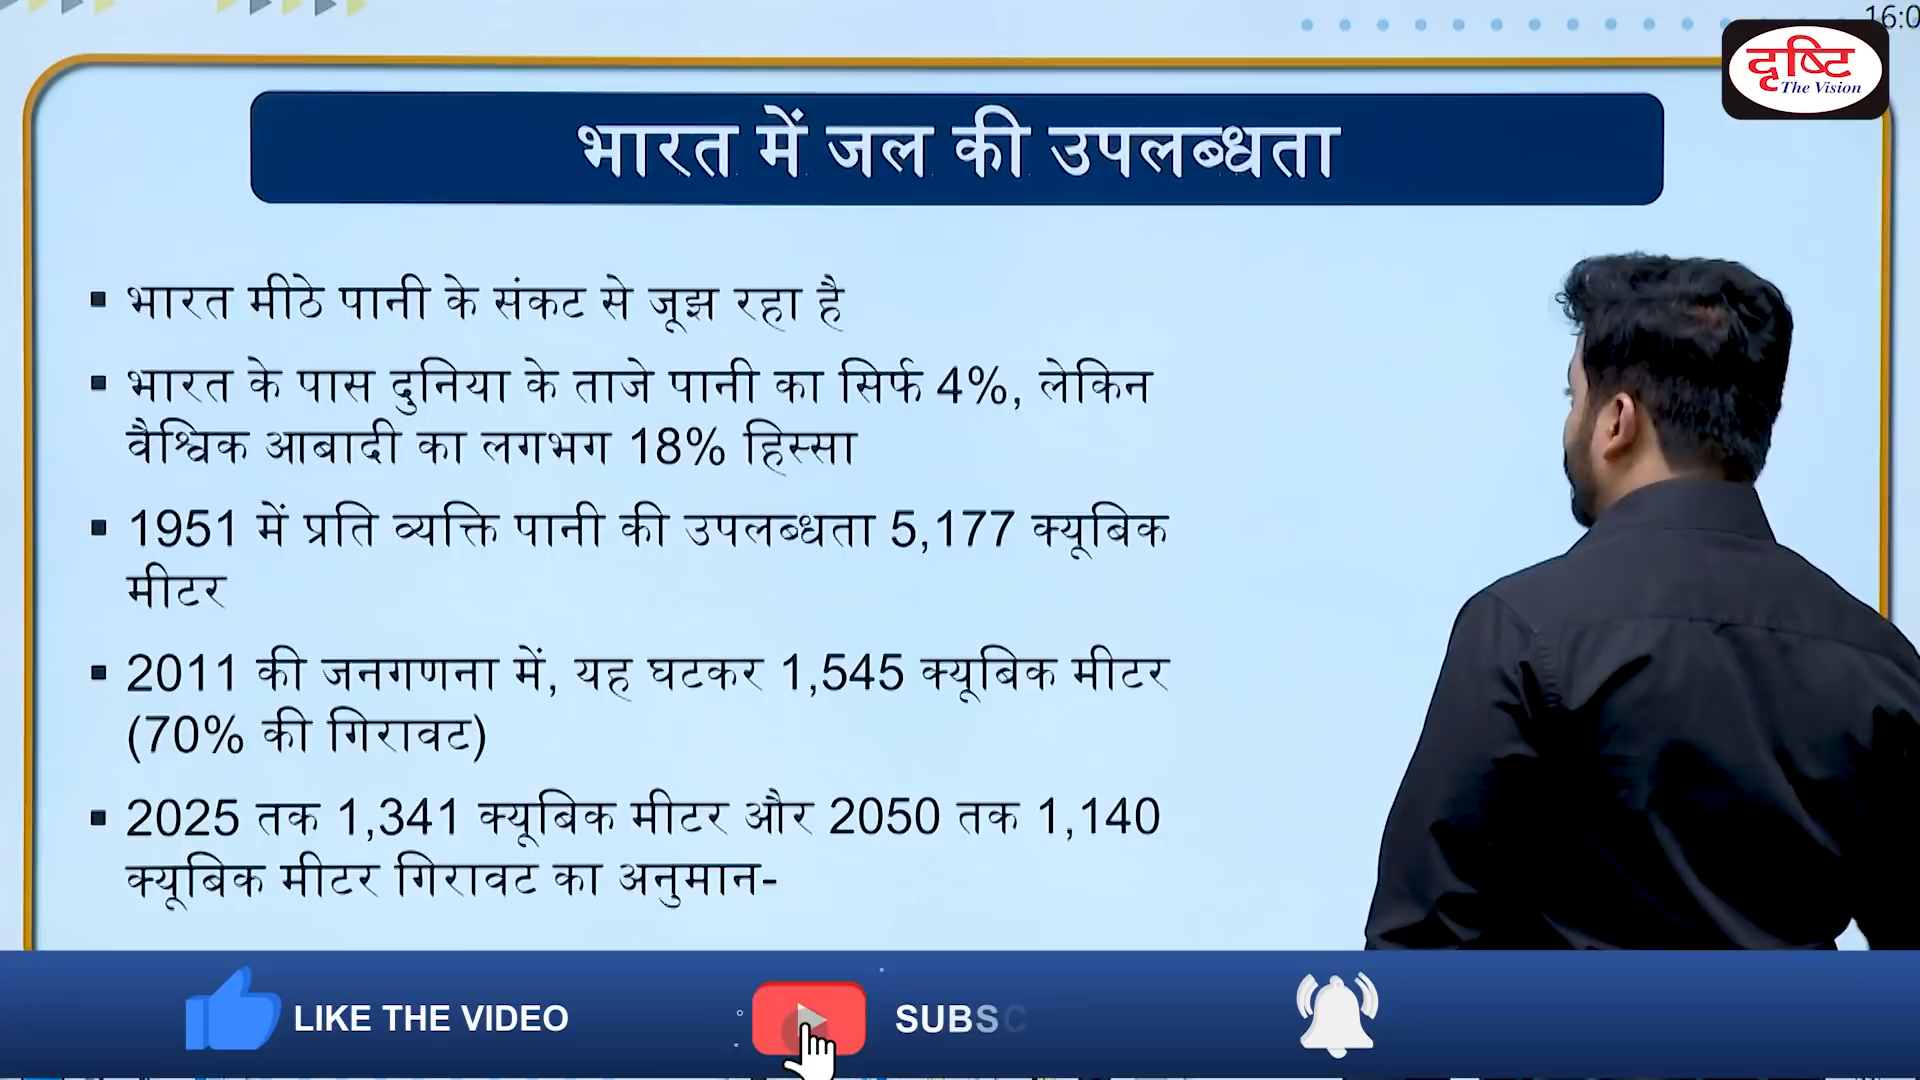 16:0
दृष्टि
The Vision
भारत में जल की उपलब्धता
▪ भारत मीठे पानी के संकट से जूझ रहा है
▪ भारत के पास दुनिया के ताजे पानी का सिर्फ 4%, लेकिन
वैश्विक आबादी का लगभग 18% हिस्सा
▪ 1951 में प्रति व्यक्ति पानी की उपलब्धता 5,177 क्यूबिक
मीटर
▪ 2011 की जनगणना में, यह घटकर 1,545 क्यूबिक मीटर
(70% की गिरावट)
▪ 2025 तक 1,341 क्यूबिक मीटर और 2050 तक 1,140
क्यूबिक मीटर गिरावट का अनुमान-
LIKE THE VIDEO
SUBSC